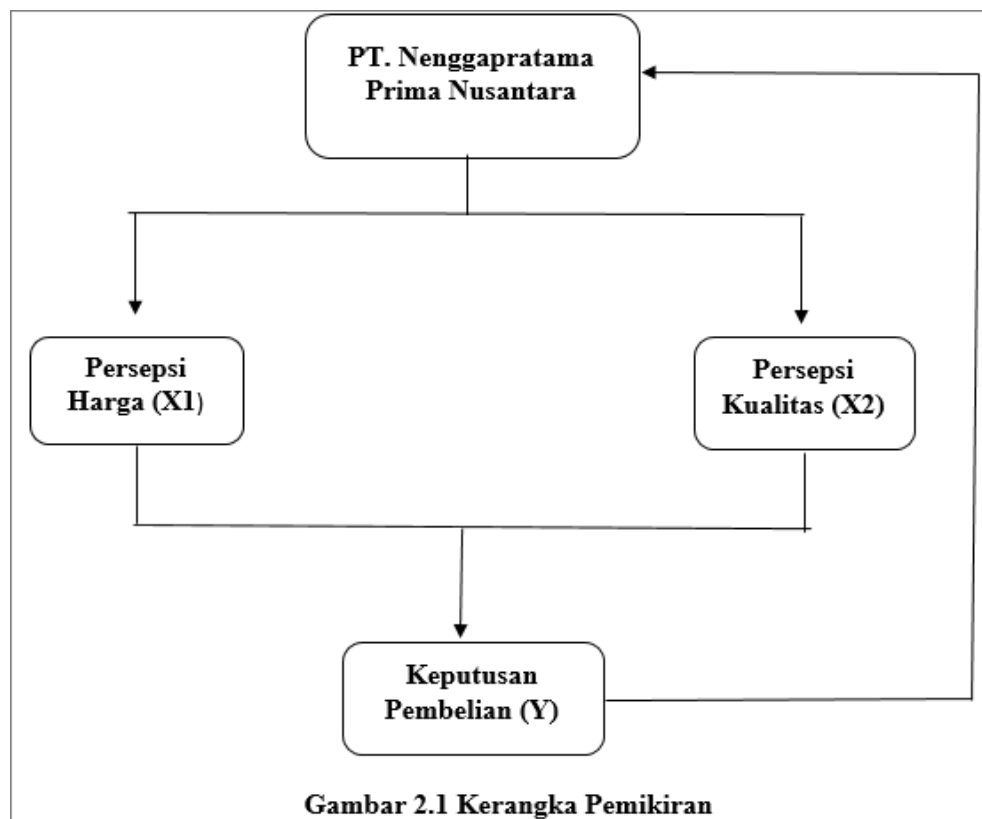 PT. Nenggapratama
Prima Nusantara
Persepsi
Harga (X1)
Persepsi
Kualitas (X2)
Keputusan
Pembelian (Y)
Gambar 2.1 Kerangka Pemikiran